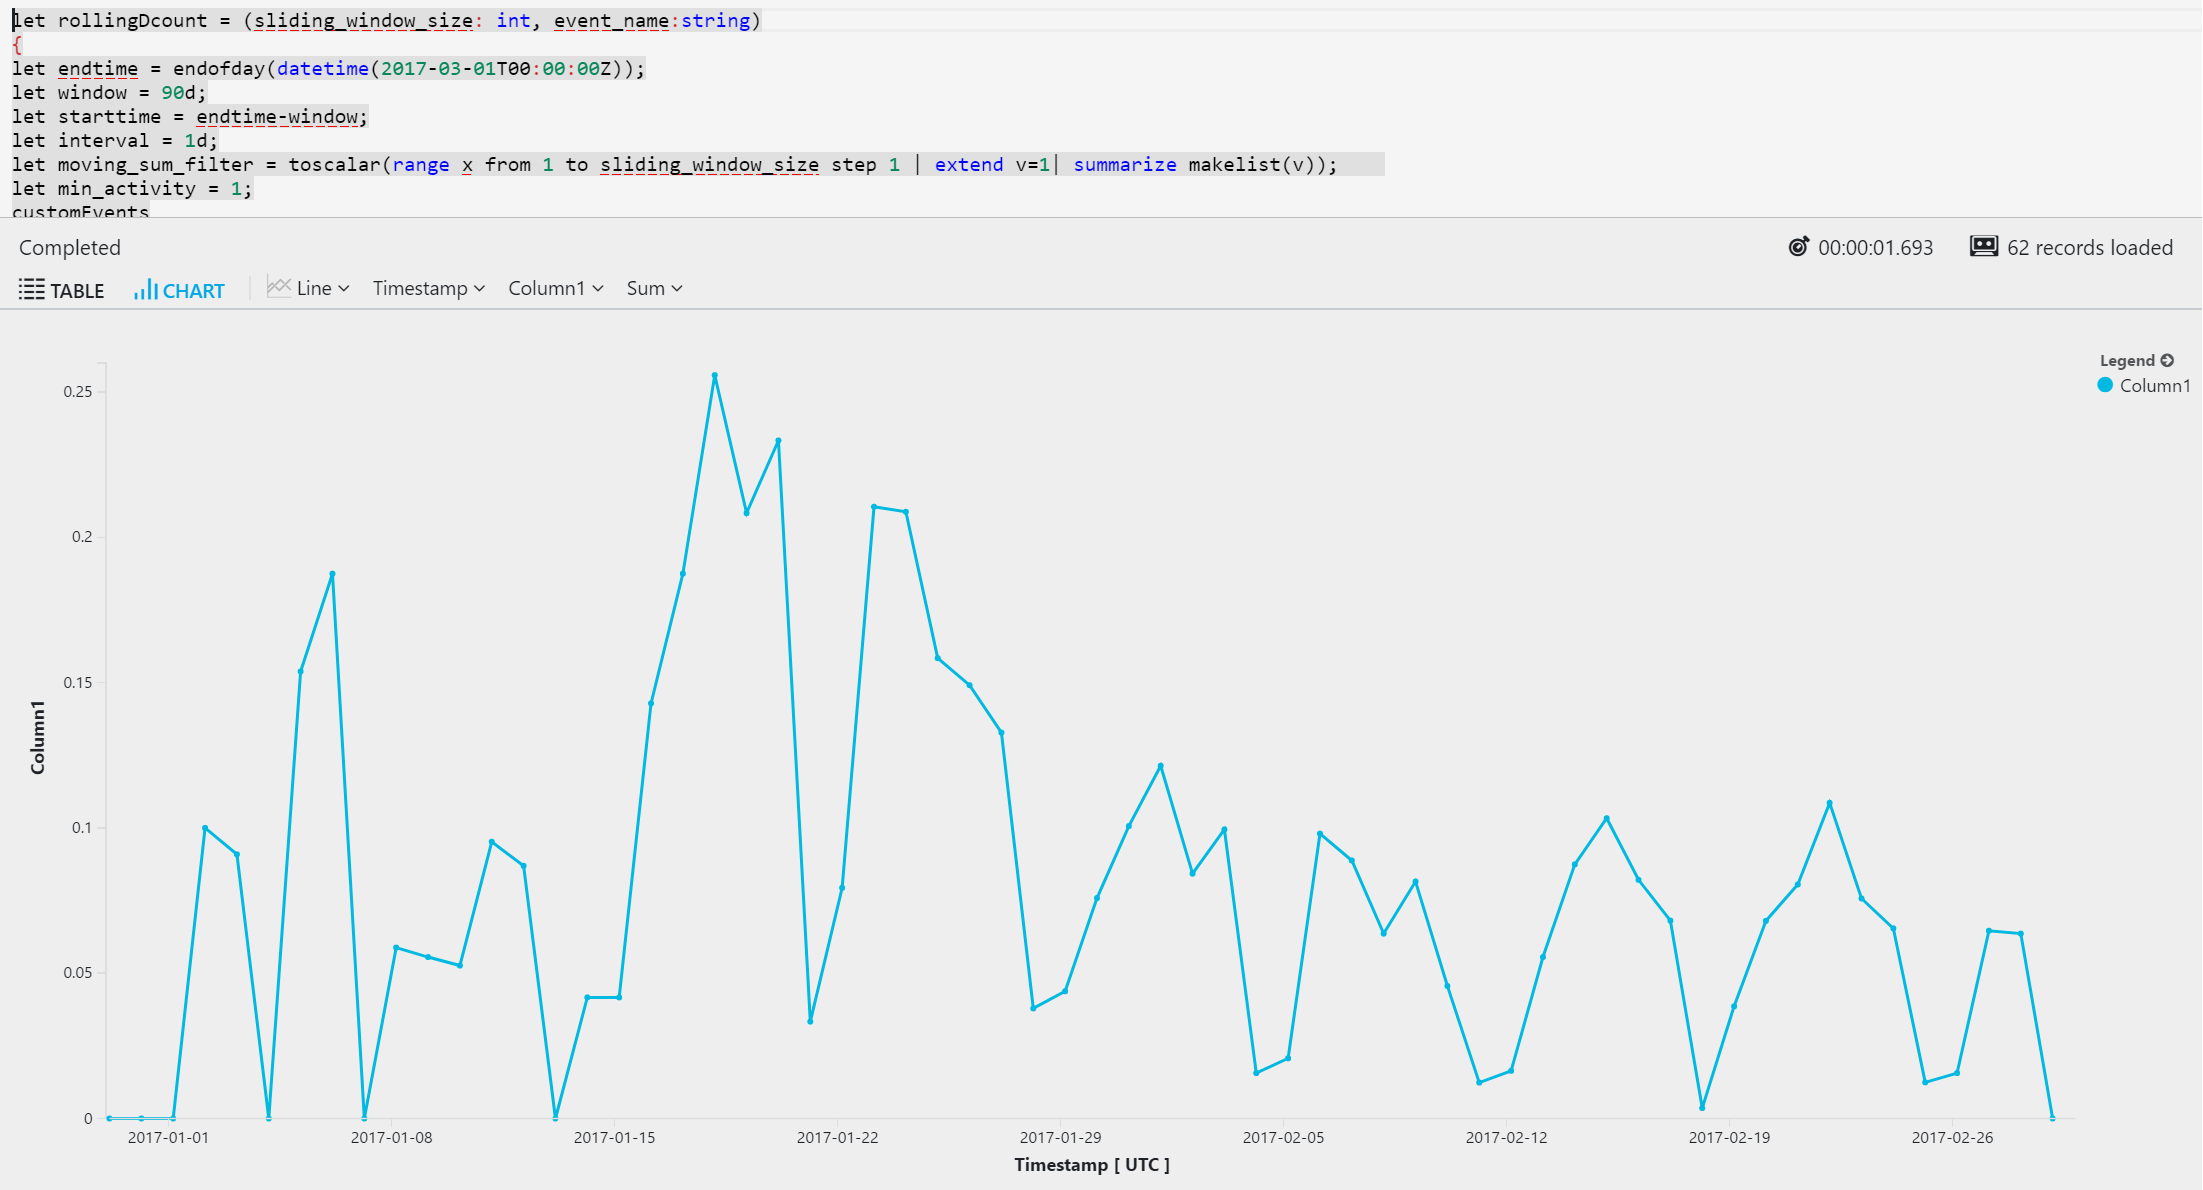 let rollingDcount = (sliding_window_size: int, event_name:string)
{
let endtime = endofday(datetime(2017-03-01T00:00:00Z));
let window = 90d;
let starttime = endtime-window;
let interval = 1d;
let moving_sum_filter = toscalar(range x from 1 to sliding_window_size step 1 | extend v=1| summarize makelist(v));
let min_activity = 1;
customEvents
Completed
00:00:01.693
62 records loaded
TABLE
CHART
Line
Timestamp
Column1
Sum
Legend
Column1
Column1
0.25
0.2
0.15
0.1
0.05
0
2017-01-01
2017-01-08
2017-01-15
2017-01-22
2017-01-29
2017-02-05
2017-02-12
2017-02-19
2017-02-26
Timestamp [ UTC ]